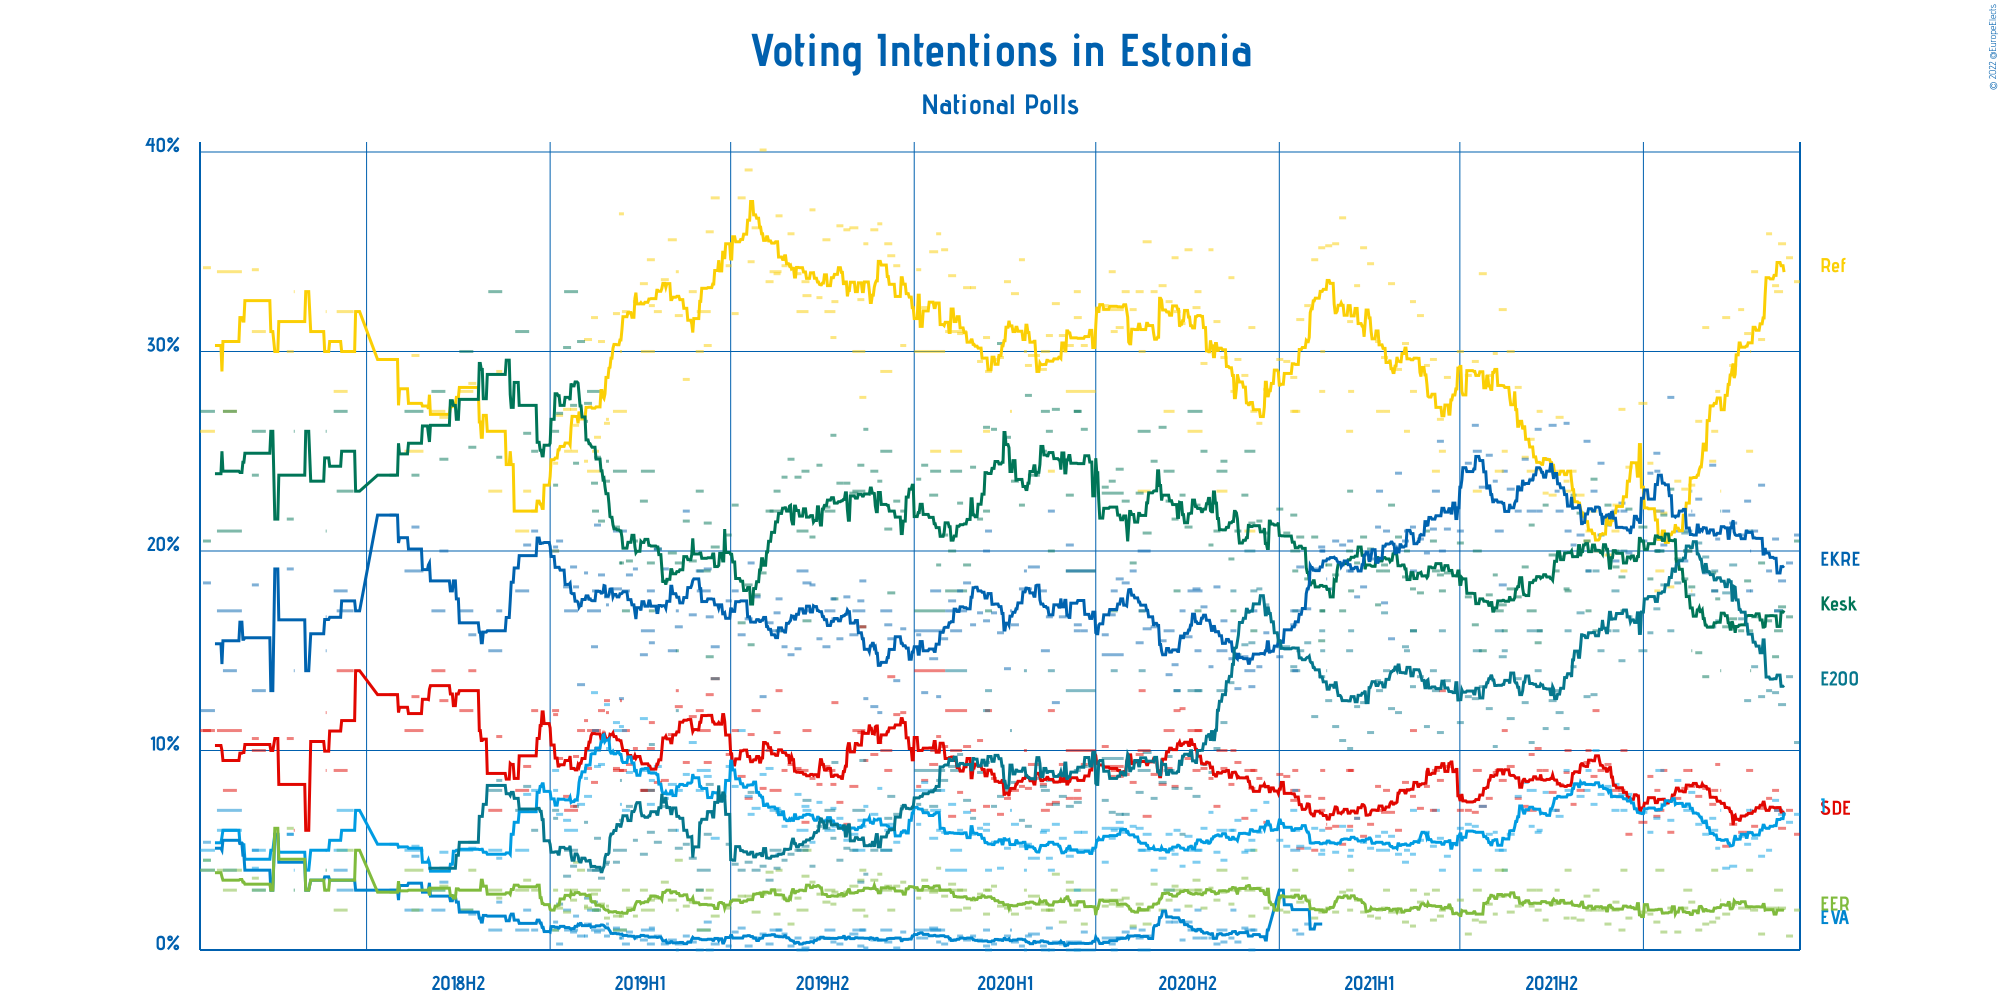 Voting Intentions in Estonia
National Polls
© 2022 @EuropeElects
40%
30%
20%
10%
0%
Ref
EKRE
Kesk
E200
SDE
EER
EVA
2018H2
2019H1
2019H2
2020H1
2020H2
2021H1
2021H2